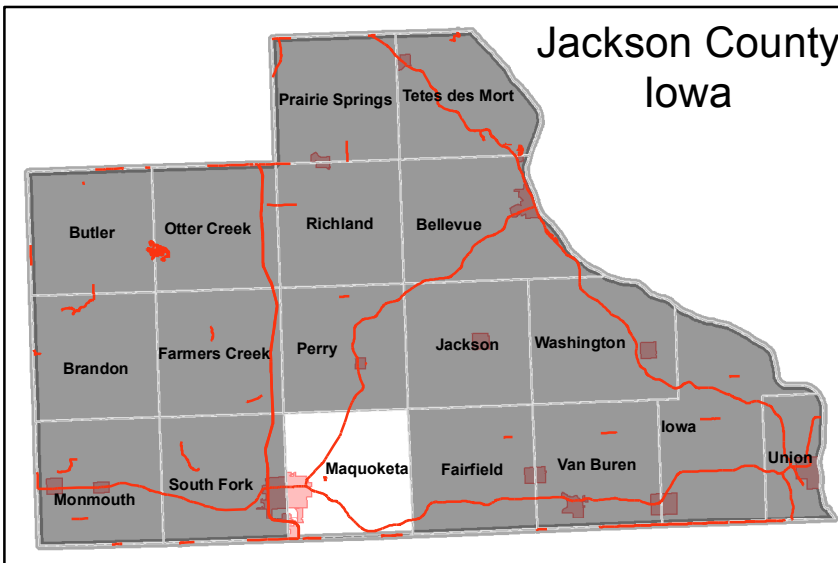 Jackson County
Iowa
Prairie Springs
Tetes des Mort
Butler
Otter Creek
Richland
Bellevue
Brandon
Farmers Creek
Perry
Jackson
Washington
Monmouth
South Fork
Maquoketa
Fairfield
Van Buren
Iowa
Union